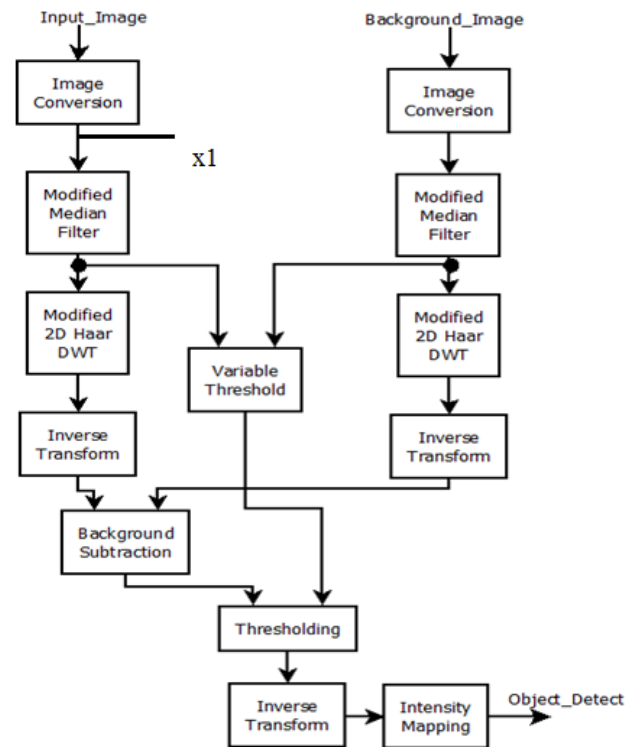 Input_Image
Background_Image
Image
Conversion
Image
Conversion
x1
Modified
Median
Filter
Modified
Median
Filter
Modified
2D Haar
DWT
Variable
Threshold
Modified
2D Haar
DWT
Inverse
Transform
Inverse
Transform
Background
Subtraction
Thresholding
Inverse
Transform
Intensity
Mapping
Object_Detect